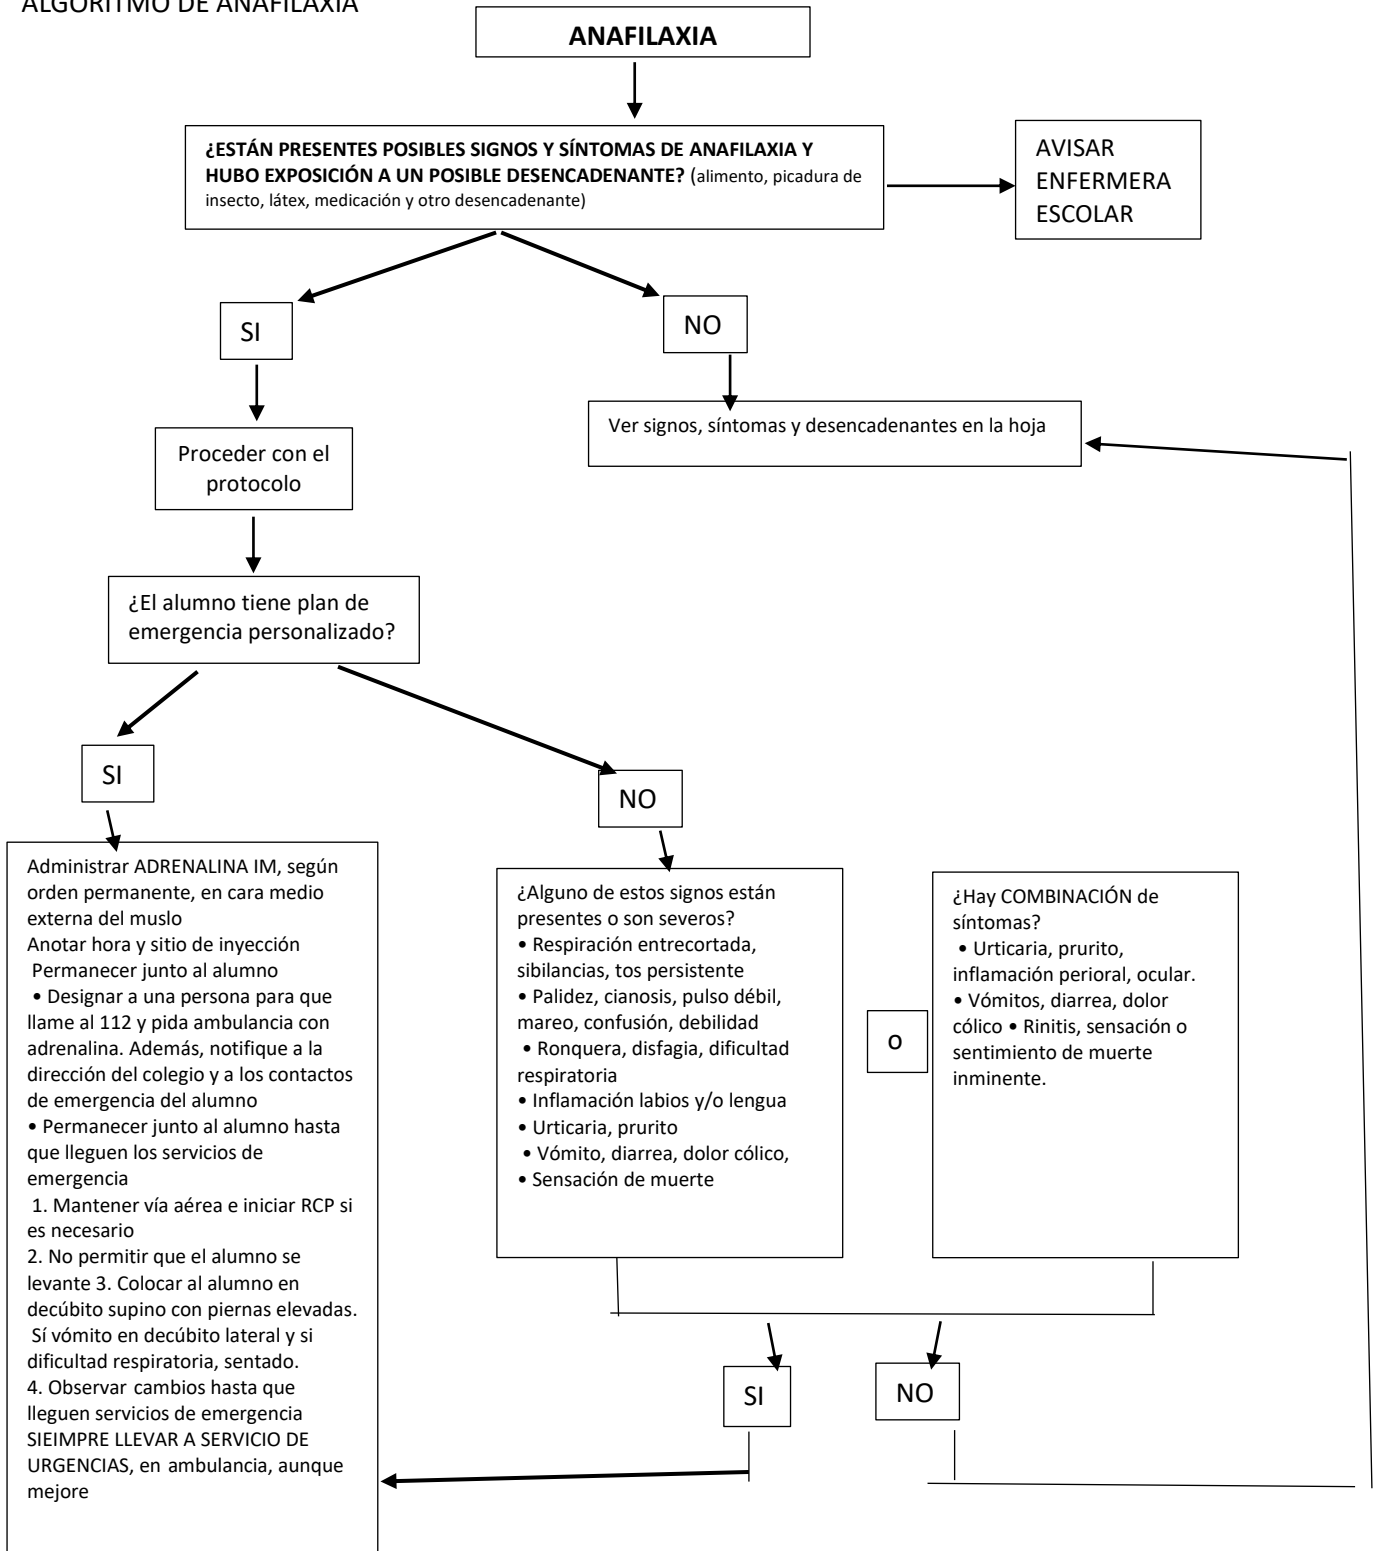 ALGORITMO DE ANAFILAXIA
ANAFILAXIA
¿ESTÁN PRESENTES POSIBLES SIGNOS Y SÍNTOMAS DE ANAFILAXIA Y
HUBO EXPOSICIÓN A UN POSIBLE DESENCADENANTE? (alimento, picadura de
insecto, látex, medicación y otro desencadenante)
AVISAR
ENFERMERA
ESCOLAR
SI
NO
Ver signos, síntomas y desencadenantes en la hoja
Proceder con el
protocolo
¿El alumno tiene plan de
emergencia personalizado?
SI
NO
Administrar ADRENALINA IM, según
orden permanente, en cara medio
externa del muslo
Anotar hora y sitio de inyección
Permanecer junto al alumno
• Designar a una persona para que
llame al 112 y pida ambulancia con
adrenalina. Además, notifique a la
dirección del colegio y a los contactos
de emergencia del alumno
• Permanecer junto al alumno hasta
que lleguen los servicios de
emergencia
1. Mantener vía aérea e iniciar RCP si
es necesario
2. No permitir que el alumno se
levante 3. Colocar al alumno en
decúbito supino con piernas elevadas.
Sí vómito en decúbito lateral y si
dificultad respiratoria, sentado.
4. Observar cambios hasta que
lleguen servicios de emergencia
SIEIMPRE LLEVAR A SERVICIO DE
URGENCIAS, en ambulancia, aunque
mejore
¿Alguno de estos signos están
presentes o son severos?
• Respiración entrecortada,
sibilancias, tos persistente
• Palidez, cianosis, pulso débil,
mareo, confusión, debilidad
• Ronquera, disfagia, dificultad
respiratoria
• Inflamación labios y/o lengua
• Urticaria, prurito
• Vómito, diarrea, dolor cólico,
• Sensación de muerte
o
¿Hay COMBINACIÓN de
síntomas?
• Urticaria, prurito,
inflamación perioral, ocular.
• Vómitos, diarrea, dolor
cólico • Rinitis, sensación o
sentimiento de muerte
inminente.
SI
NO